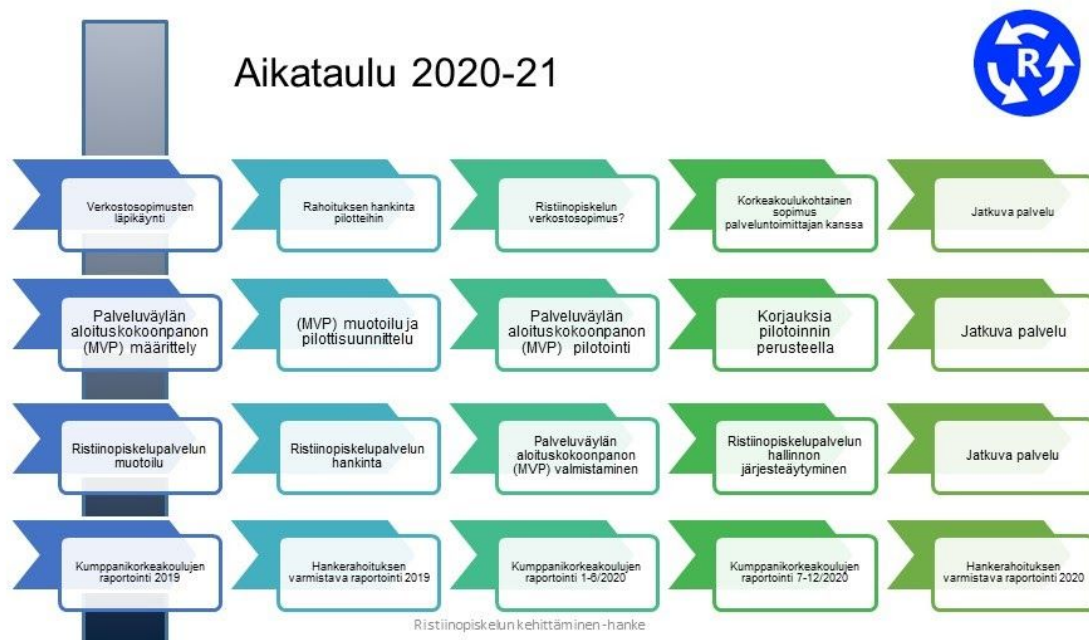 Aikataulu 2020-21
R
Verkostosopimusten
läpikäynti
Rahoituksen hankinta
pilotteihin
Ristiinopiskelun
verkostosopimus?
Korkeakoulukohtainen
sopimus
palveluntoimittajan kanssa
Jatkuva palvelu
Palveluväylän
aloituskokoonpanon
(MVP) määrittely
(MVP) muotoilu ja
pilottisuunnittelu
Palveluväylän
aloituskokoonpanon
(MVP) pilotointi
Korjauksia
pilotoinnin
perusteella
Jatkuva palvelu
Ristiinopiskelupalvelun
muotoilu
Ristiinopiskelupalvelun
hankinta
Palveluväylän
aloituskokoonpanon
(MVP) valmistaminen
Ristiinopiskelupalvelun
hallinnon
järjesteäytyminen
Jatkuva palvelu
Kumppanikorkeakoulujen
raportointi 2019
Hankerahoituksen
varmistava raportointi 2019
Kumppanikorkeakoulujen
raportointi 1-6/2020
Kumppanikorkeakoulujen
raportointi 7-12/2020
Hankerahoituksen
varmistava raportointi 2020
Ristiinopiskelun kehittäminen -hanke